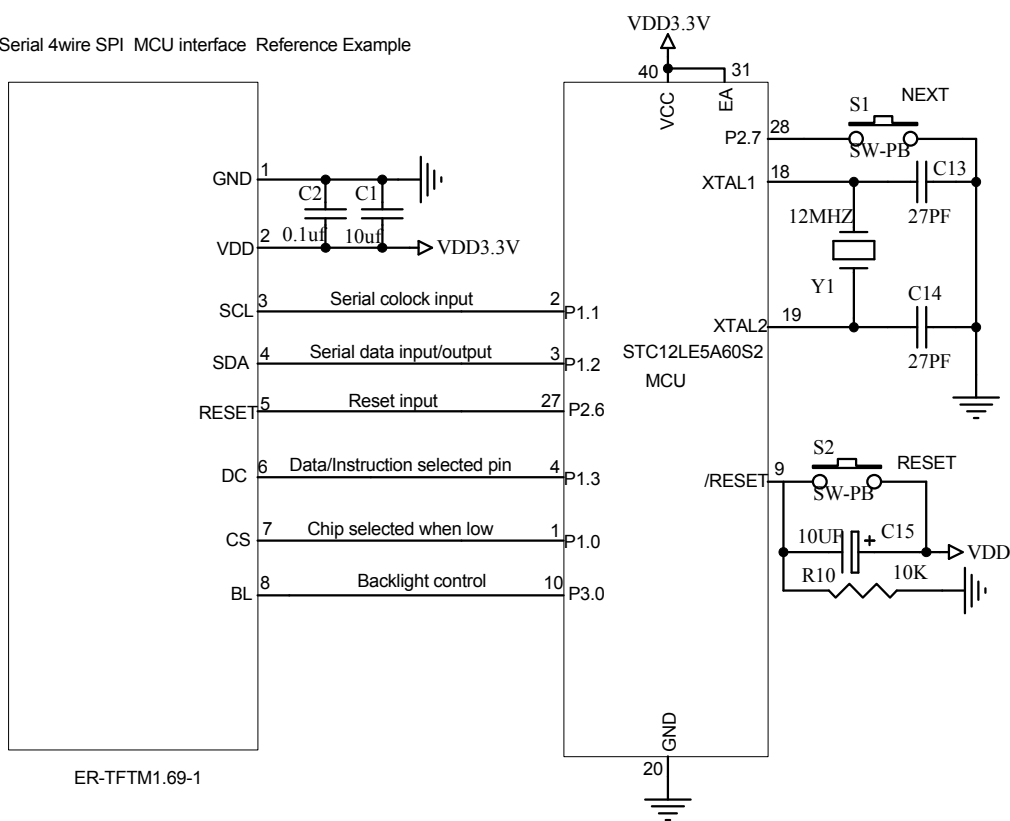 VDD3.3V
Serial 4wire SPI MCU interface Reference Example
40
31
VCC
EA
S1
NEXT
P2.7
28
SW-PB
GND
1
XTAL1
18
C13
C2
C1
12MHZ
27PF
VDD
2
0.1uf
10uf
VDD3.3V
Y1
SCL
3
Serial colock input
2
P1.1
C14
XTAL2
19
SDA
4
Serial data input/output
3
P1.2
STC12LE5A60S2
27PF
MCU
RESET
5
Reset input
27
P2.6
S2
RESET
DC
6
Data/Instruction selected pin
4
P1.3
/RESET
9
SW-PB
CS
7
Chip selected when low
1
P1.0
10UF
+
C15
VDD
BL
8
Backlight control
10
P3.0
R10
10K
GND
20
ER-TFTM1.69-1